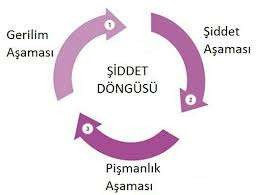 Gerilim
Aşaması
1
Şiddet
Aşaması
2
ŞİDDET
DÖNGÜSÜ
3
Pişmanlık
Aşaması